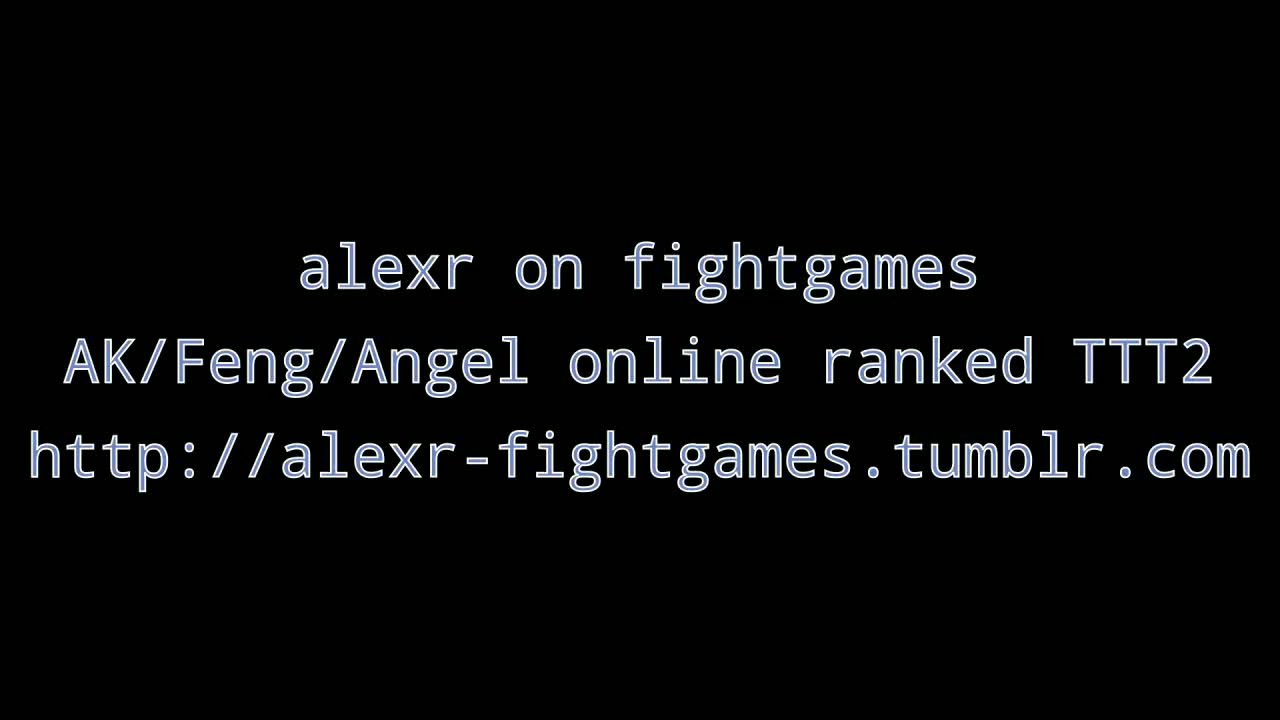 alexr on fightgames
AK/Feng/Angel online ranked TTT2
http://alexr-fightgames.tumblr.com